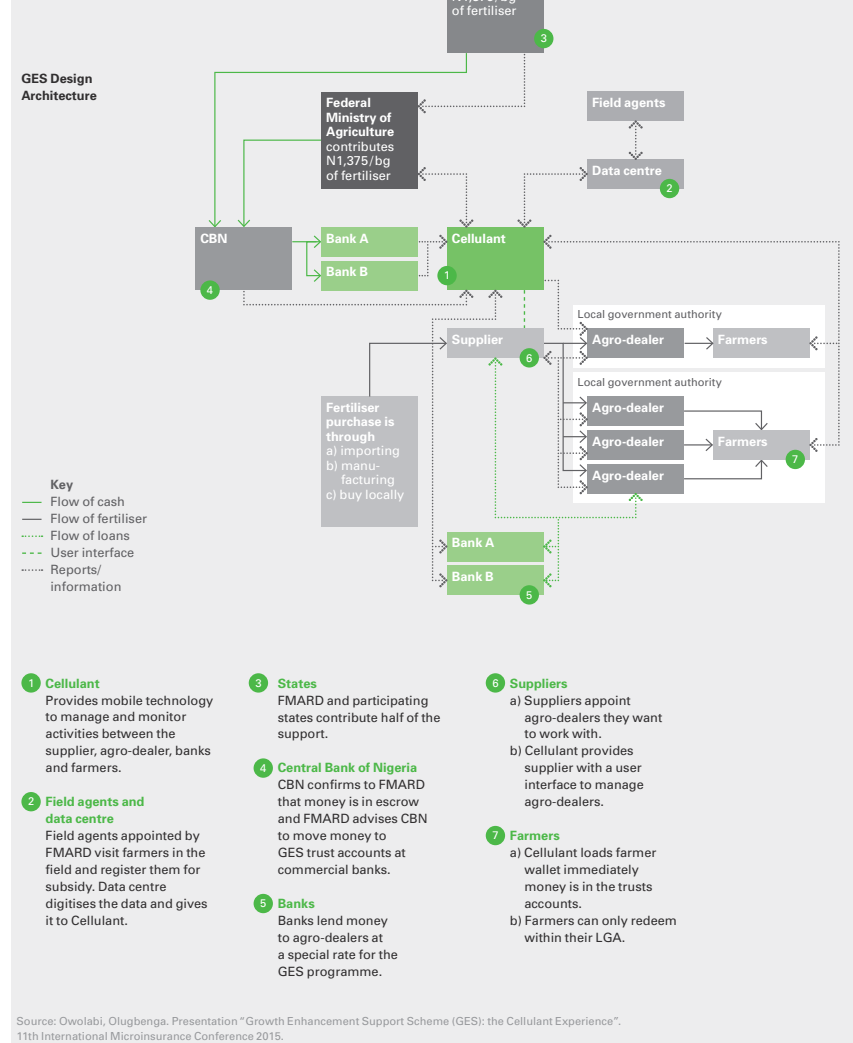 of fertiliser
3
GES Design
Architecture
Federal
Ministry of
Agriculture
contributes
N1,375/bg
of fertiliser
Field agents
Data centre
2
CBN
4
Bank A
Bank B
Cellulant
1
Local government authority
Supplier
6
Agro-dealer
Farmers
Local government authority
Agro-dealer
Agro-dealer
Agro-dealer
Farmers
7
Fertiliser
purchase is
through
a) importing
b) manu-
facturing
c) buy locally
Key
Flow of cash
Flow of fertiliser
Flow of loans
User interface
Reports/
information
Bank A
Bank B
5
1 Cellulant
Provides mobile technology
to manage and monitor
activities between the
supplier, agro-dealer, banks
and farmers.
2 Field agents and
data centre
Field agents appointed by
FMARD visit farmers in the
field and register them for
subsidy. Data centre
digitises the data and gives
it to Cellulant.
3 States
FMARD and participating
states contribute half of the
support.
4 Central Bank of Nigeria
CBN confirms to FMARD
that money is in escrow
and FMARD advises CBN
to move money to
GES trust accounts at
commercial banks.
5 Banks
Banks lend money
to agro-dealers at
a special rate for the
GES programme.
6 Suppliers
a) Suppliers appoint
agro-dealers they want
to work with.
b) Cellulant provides
supplier with a user
interface to manage
agro-dealers.
7 Farmers
a) Cellulant loads farmer
wallet immediately
money is in the trusts
accounts.
b) Farmers can only redeem
within their LGA.
Source: Owolabi, Olugbenga. Presentation "Growth Enhancement Support Scheme (GES): the Cellulant Experience".
11th International Microinsurance Conference 2015.